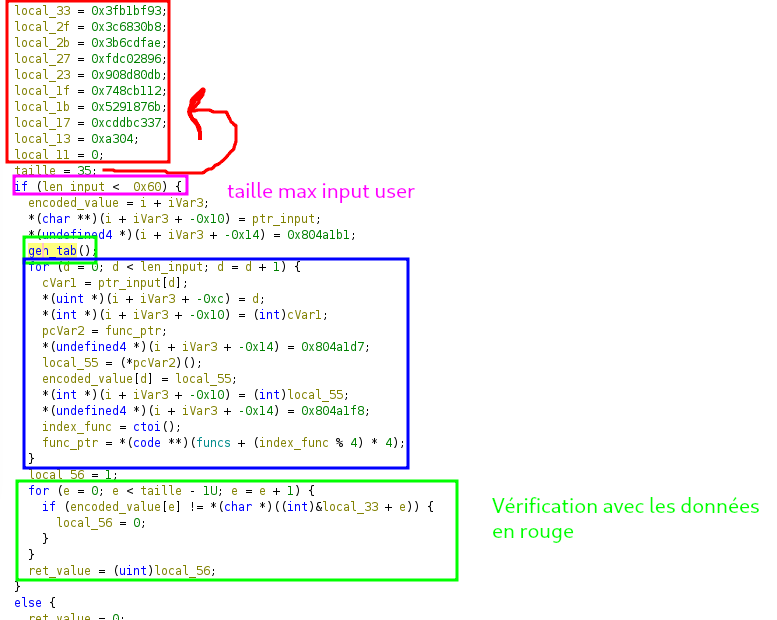 local_33 = 0x3fb1bf93;
local_2f = 0x3c6830b8;
local_2b = 0x3b6cdfae;
local_27 = 0xfdc02896;
local_23 = 0x908d80db;
local_1f = 0x748cb112;
local_1b = 0x5291876b;
local_17 = 0xcddbc337;
local_13 = 0xa304;
local_11 = 0;
taille = 35;
if (len_input < 0x60) {
taille max input user
encoded_value = i + iVar3;
*(char **)(i + iVar3 + -0x10) = ptr_input;
*(undefined4 *)(i + iVar3 + -0x14) = 0x804a1b1;
gen_tab();
for (d = 0; d < len_input; d = d + 1) {
cVar1 = ptr_input[d];
*(uint *)(i + iVar3 + -0xc) = d;
*(int *)(i + iVar3 + -0x10) = (int)cVar1;
pcVar2 = func_ptr;
*(undefined4 *)(i + iVar3 + -0x14) = 0x804a1d7;
local_55 = (*pcVar2)();
encoded_value[d] = local_55;
*(int *)(i + iVar3 + -0x10) = (int)local_55;
*(undefined4 *)(i + iVar3 + -0x14) = 0x804a1f8;
index_func = ctoi();
func_ptr = *(code **)(funcs + (index_func % 4) * 4);
}
local_56 = 1;
for (e = 0; e < taille - 1U; e = e + 1) {
if (encoded_value[e] != *(char *)((int)&local_33 + e)) {
local_56 = 0;
}
}
Vérification avec les données
en rouge
ret_value = (uint)local_56;
}
else {
ret_value = 0;